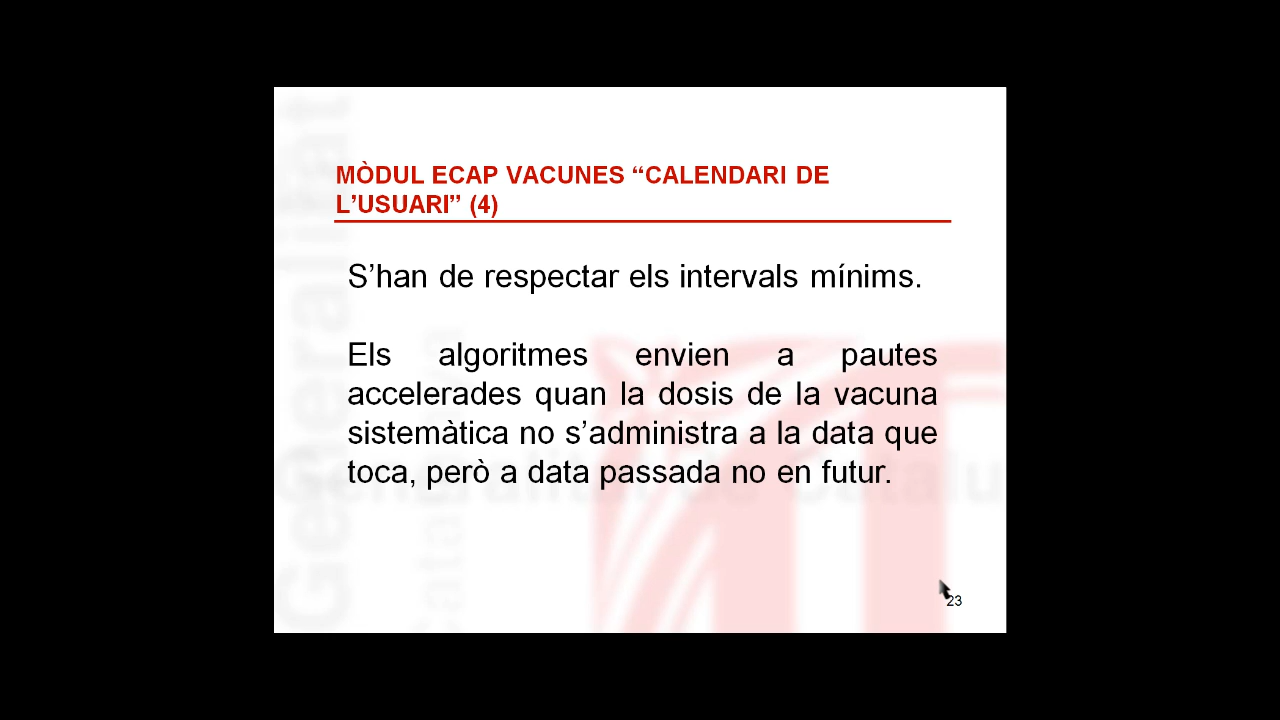 MÒDUL ECAP VACUNES “CALENDARI DE
L’USUARI” (4)
S’han de respectar els intervals mínims.
Els algoritmes envien a pautes
accelerades quan la dosis de la vacuna
sistemàtica no s’administra a la data que
toca, però a data passada no en futur.
23